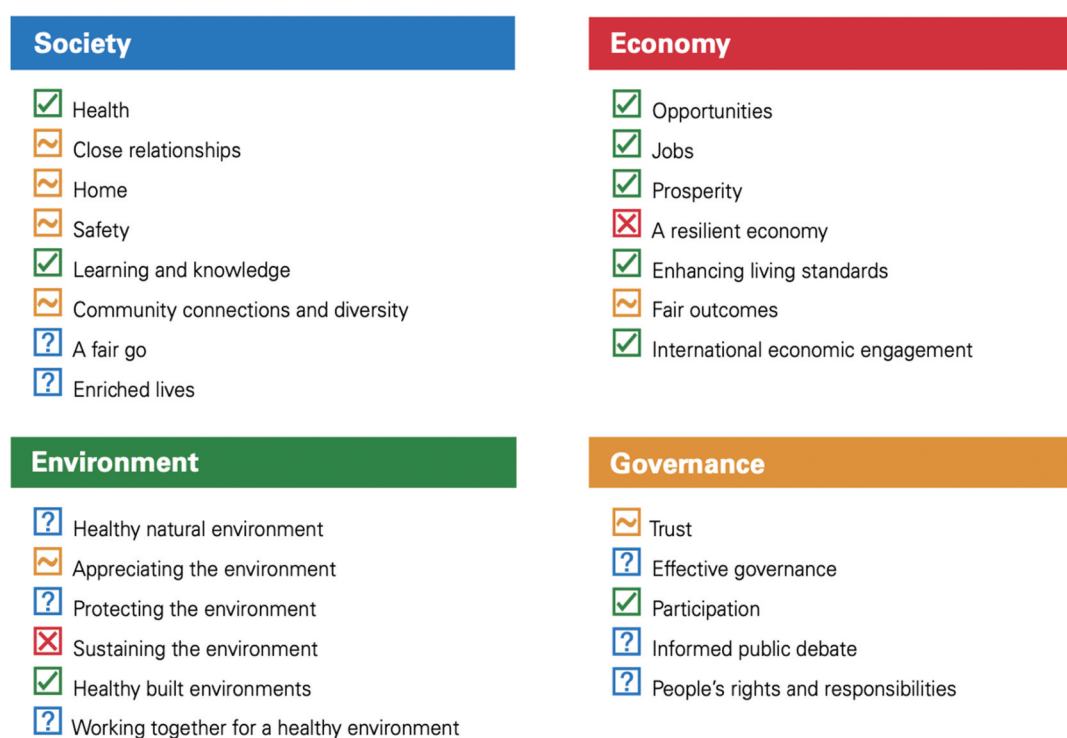 Society
Health
Close relationships
Home
Safety
Learning and knowledge
Community connections and diversity
A fair go
Enriched lives
Economy
Opportunities
Jobs
Prosperity
A resilient economy
Enhancing living standards
Fair outcomes
International economic engagement
Environment
Healthy natural environment
Appreciating the environment
Protecting the environment
Sustaining the environment
Healthy built environments
Working together for a healthy environment
Governance
Trust
Effective governance
Participation
Informed public debate
People's rights and responsibilities